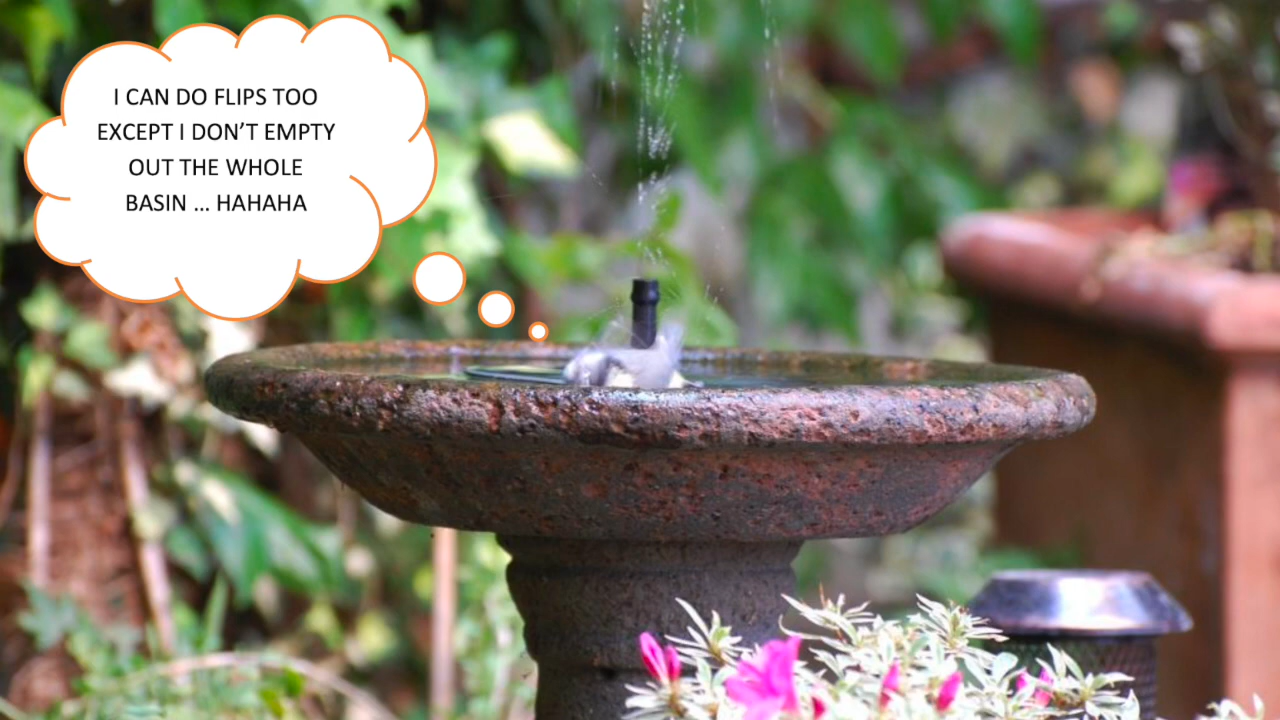 I CAN DO FLIPS TOO
EXCEPT I DON’T EMPTY
OUT THE WHOLE
BASIN ... HAHAHA